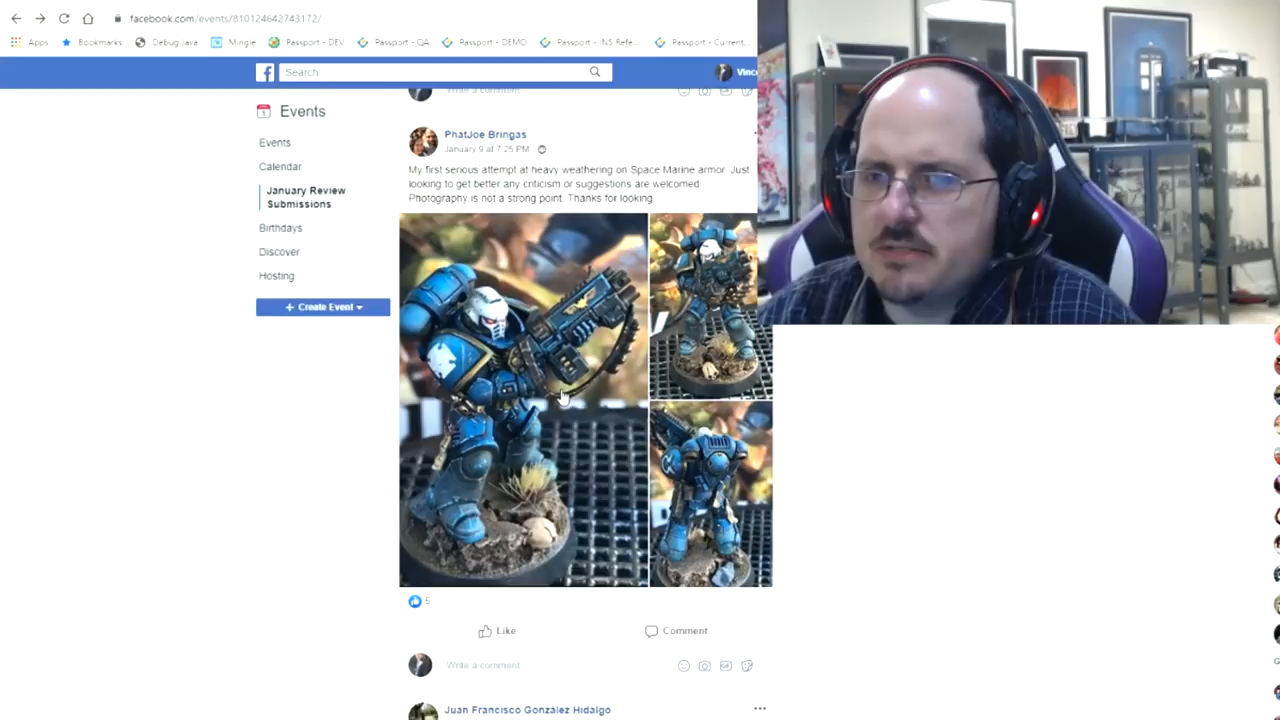 facebook.com/events/810124642743172/
Apps Bookmarks Debug Java Mingle Passport - DEV Passport - QA Passport - DEMO Passport - INS Refe... Passport - Current...
Search
Vinc
Write a comment
Events
Events
Calendar
January Review
Submissions
Birthdays
Discover
Hosting
+ Create Event
PhatJoe Bringas
January 9 at 7:25 PM
My first serious attempt at heavy weathering on Space Marine armor. Just
looking to get better any criticism or suggestions are welcomed
Photography is not a strong point. Thanks for looking
5
Like
Comment
Write a comment
Juan Francisco González Hidalgo